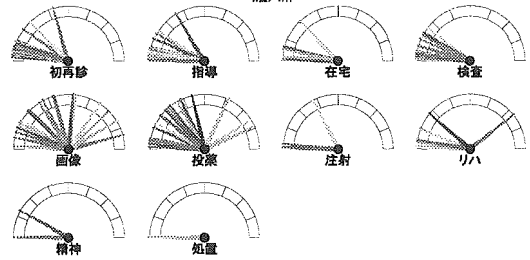 初再診 指導 在宅 検査
画像 投薬 注射 リハ
精神 処置